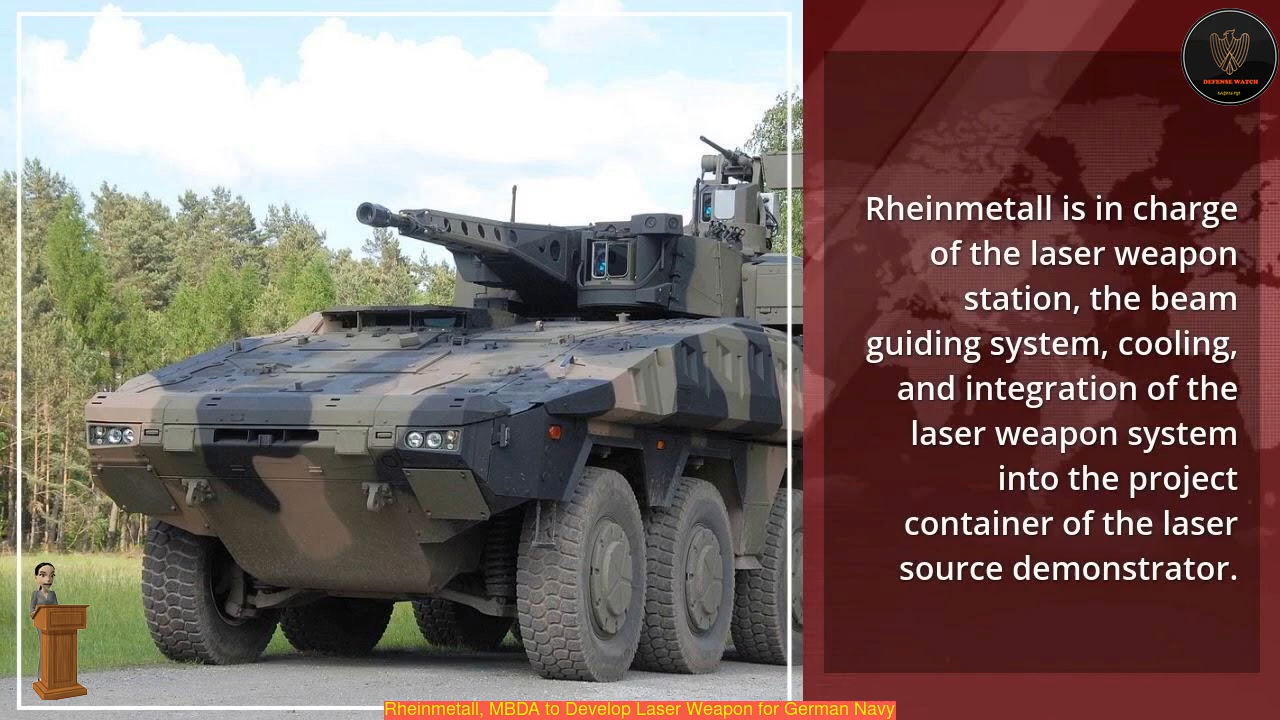 DEFENSE WATCH
Rheinmetall is in charge
of the laser weapon
station, the beam
guiding system, cooling,
and integration of the
laser weapon system
into the project
container of the laser
source demonstrator.
Rheinmetall, MBDA to Develop Laser Weapon for German Navy